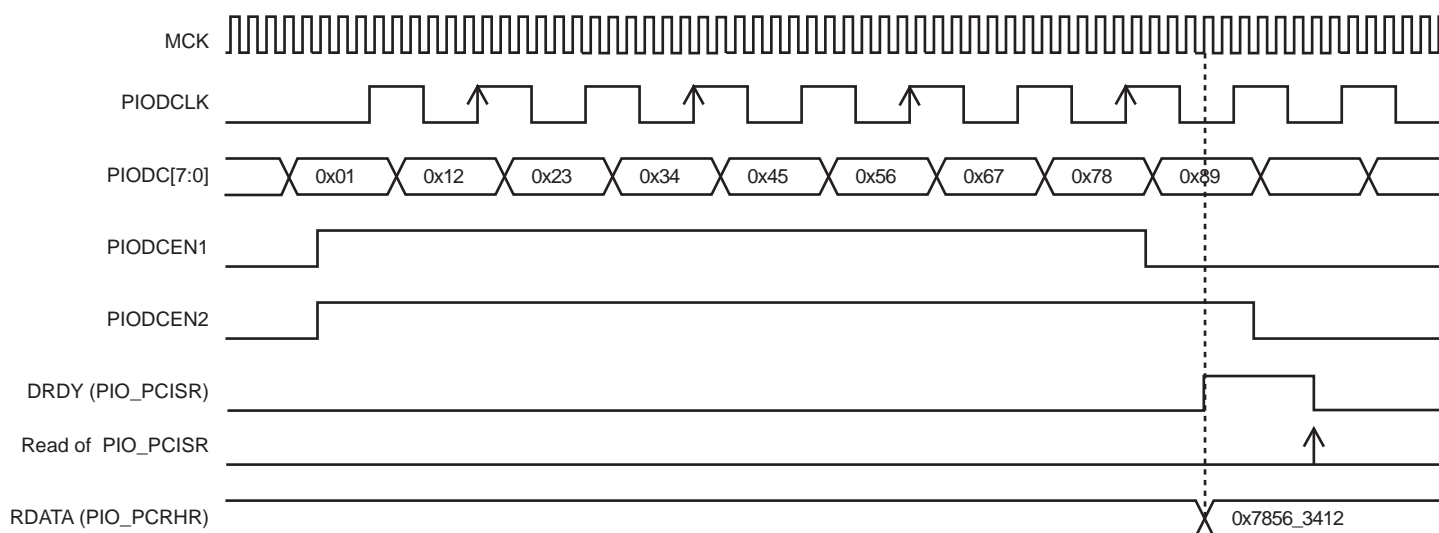 MCK
PIODCLK
PIODC[7:0] 0x01 0x12 0x23 0x34 0x45 0x56 0x67 0x78 0x89
PIODCEN1
PIODCEN2
DRDY (PIO_PCISR)
Read of PIO_PCISR
RDATA (PIO_PCRHR) 0x7856_3412